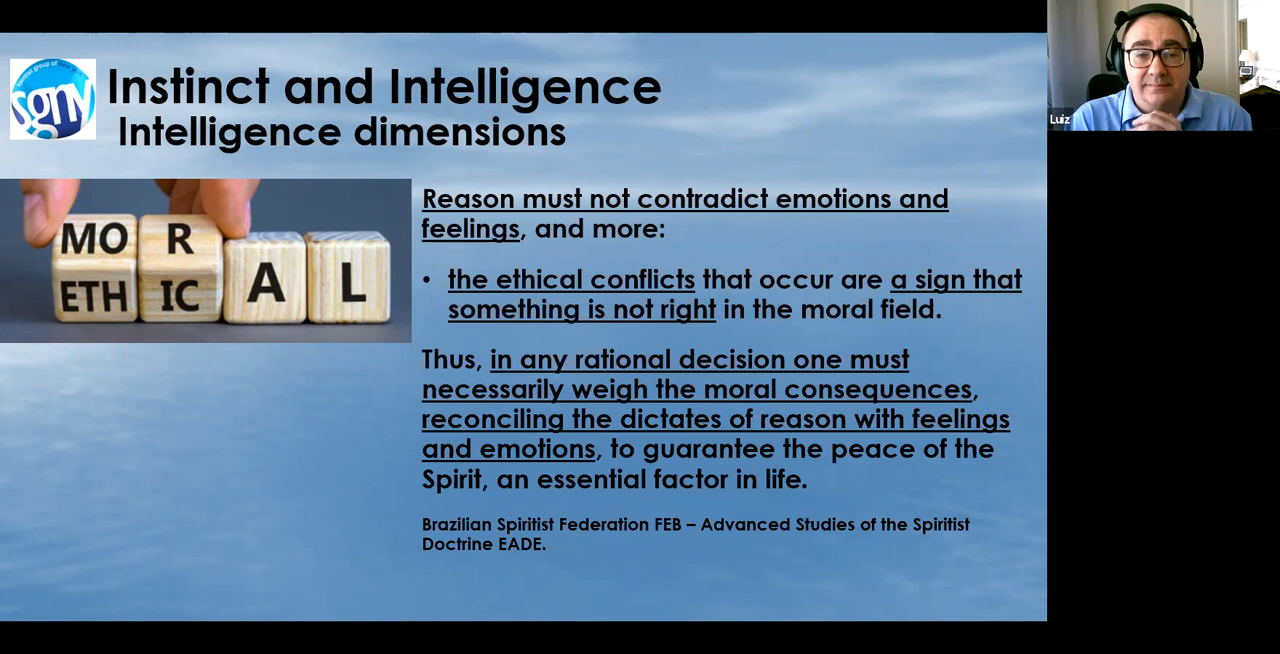 Instinct and Intelligence
Intelligence dimensions
sgny
MO R
ETH IC A L
Reason must not contradict emotions and
feelings, and more:
• the ethical conflicts that occur are a sign that
something is not right in the moral field.
Thus, in any rational decision one must
necessarily weigh the moral consequences,
reconciling the dictates of reason with feelings
and emotions, to guarantee the peace of the
Spirit, an essential factor in life.
Brazilian Spiritist Federation FEB – Advanced Studies of the Spiritist
Doctrine EADE.
Luiz